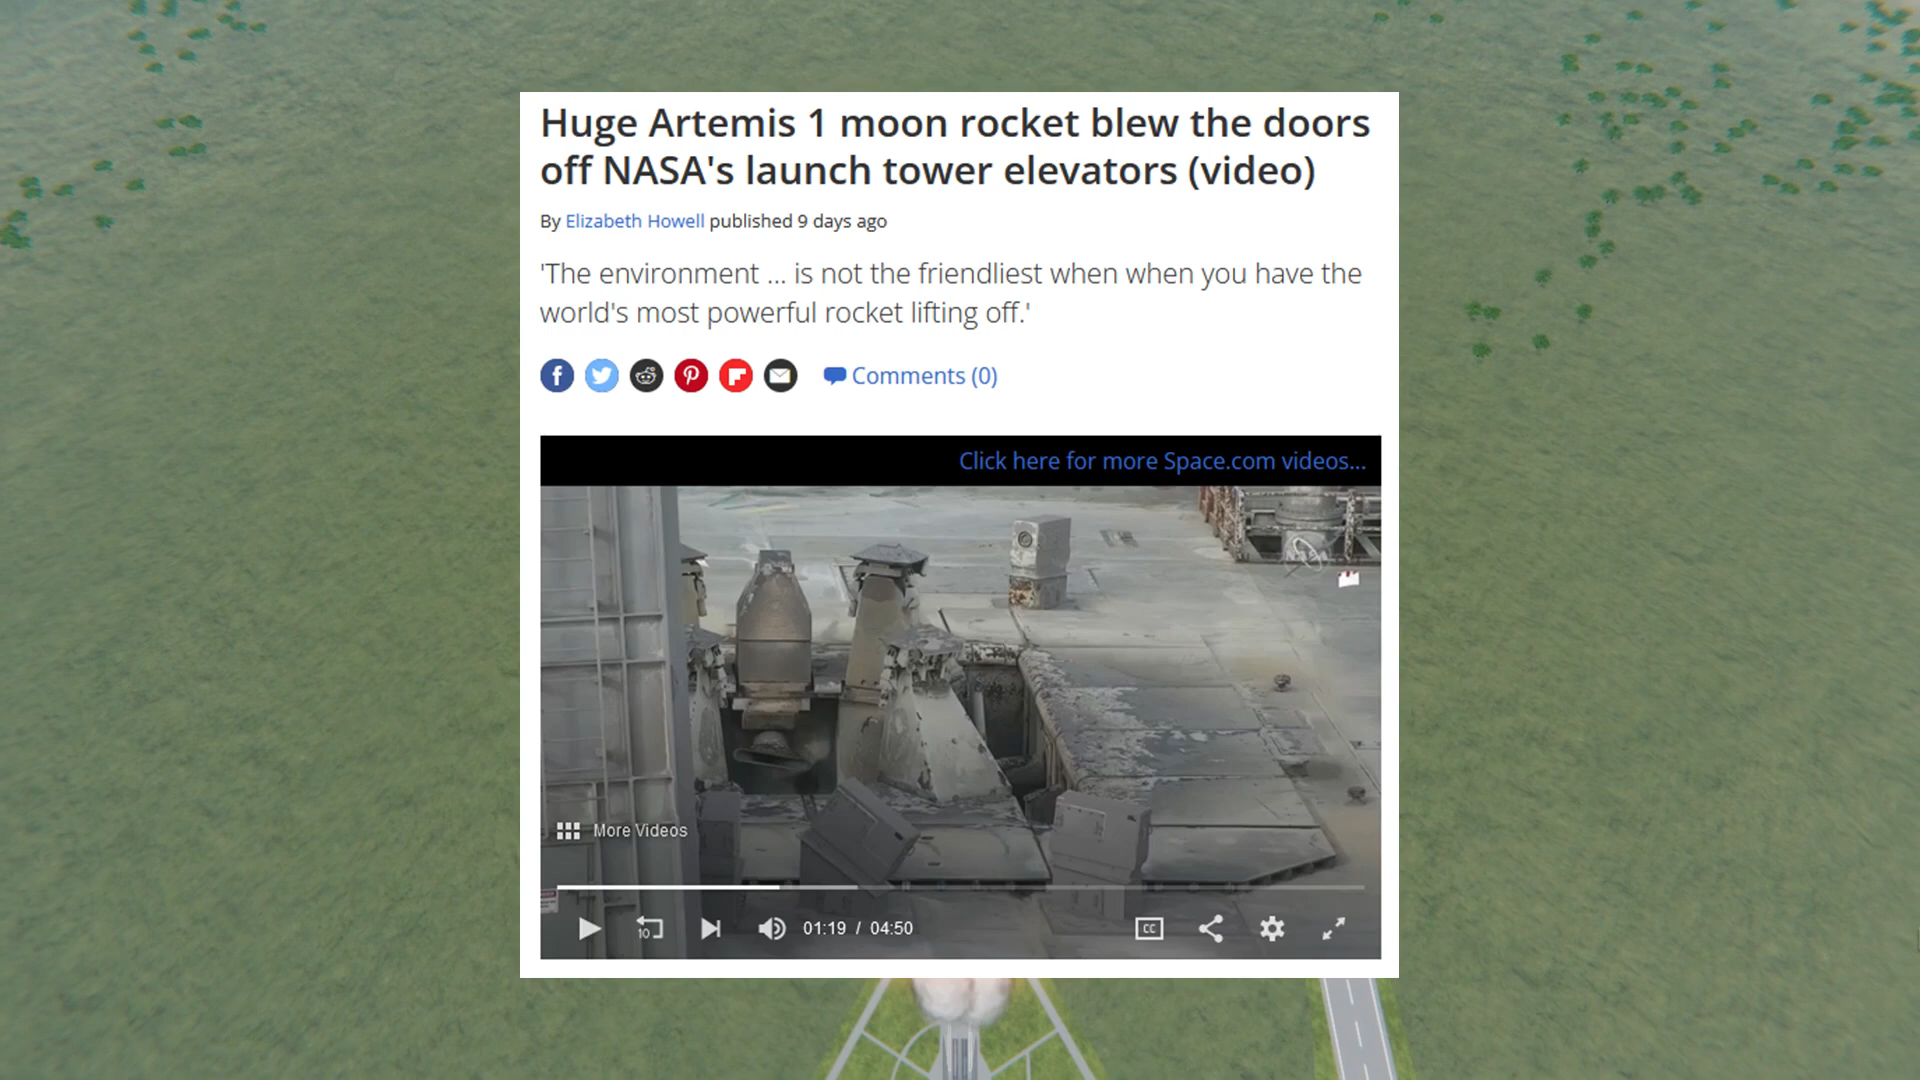 Huge Artemis 1 moon rocket blew the doors
off NASA's launch tower elevators (video)
By Elizabeth Howell published 9 days ago
'The environment ... is not the friendliest when when you have the
world's most powerful rocket lifting off.'
Comments (0)
Click here for more Space.com videos...
More Videos
10
01:19 / 04:50
CC